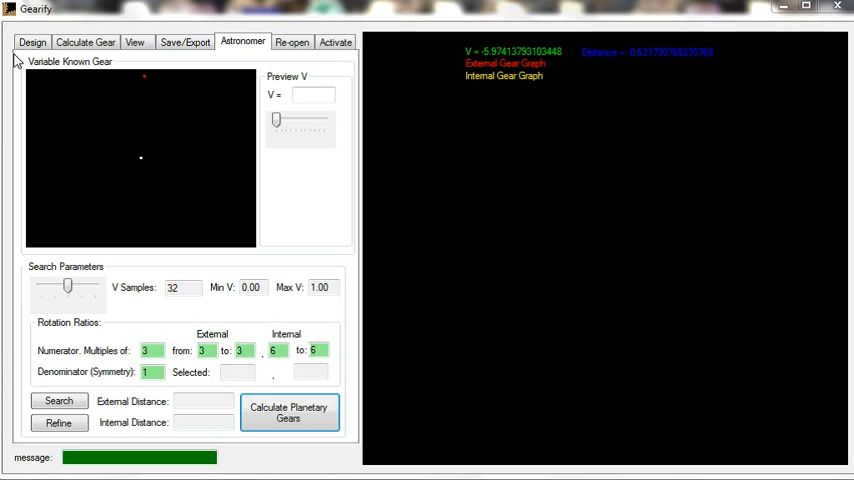 Gearify
Design Calculate Gear View Save/Export Astronomer Re-open Activate
Variable Known Gear
Preview V
V =
V = -5.97413793103448 Distance = -0.631720769230769
External Gear Graph
Internal Gear Graph
Search Parameters
V Samples: 32 Min V: 0.00 Max V: 1.00
Rotation Ratios:
External Internal
Numerator. Multiples of: 3 from: 3 to: 3 , 6 to: 6
Denominator (Symmetry): 1 Selected: ,
Search External Distance:
Refine Internal Distance:
Calculate Planetary
Gears
message: